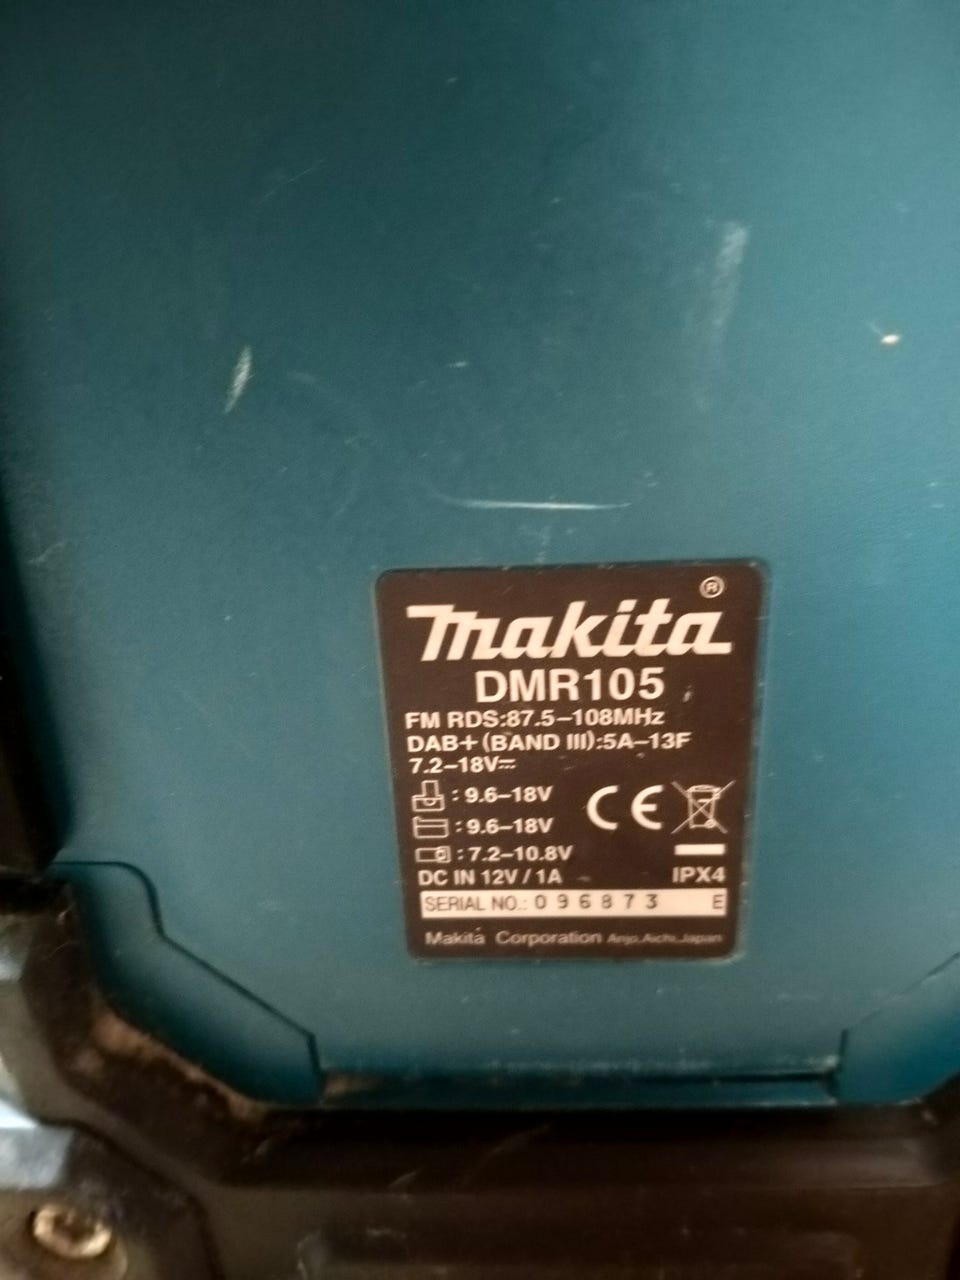 Makita®
DMR105
FM RDS:87.5–108MHz
DAB+(BAND III):5A–13F
7.2–18V⎓
: 9.6–18V
: 9.6–18V
: 7.2–10.8V
CE
DC IN 12V / 1A
IPX4
SERIAL NO.: 096873 E
Makita Corporation Anjo, Aichi, Japan